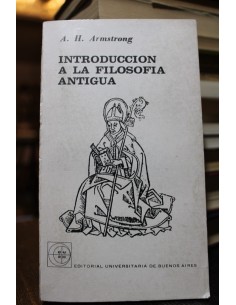 A. H. Armstrong
INTRODUCCION
A LA FILOSOFIA
ANTIGUA
EDITORIAL UNIVERSITARIA DE BUENOS AIRES